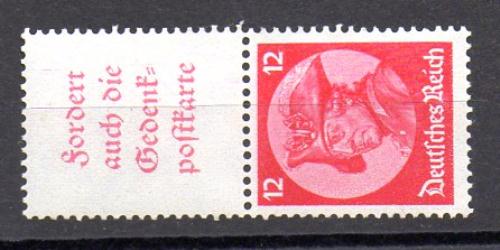 Fordert
auch die
Gedenk=
postkarte
12
12
Deutsches Reich